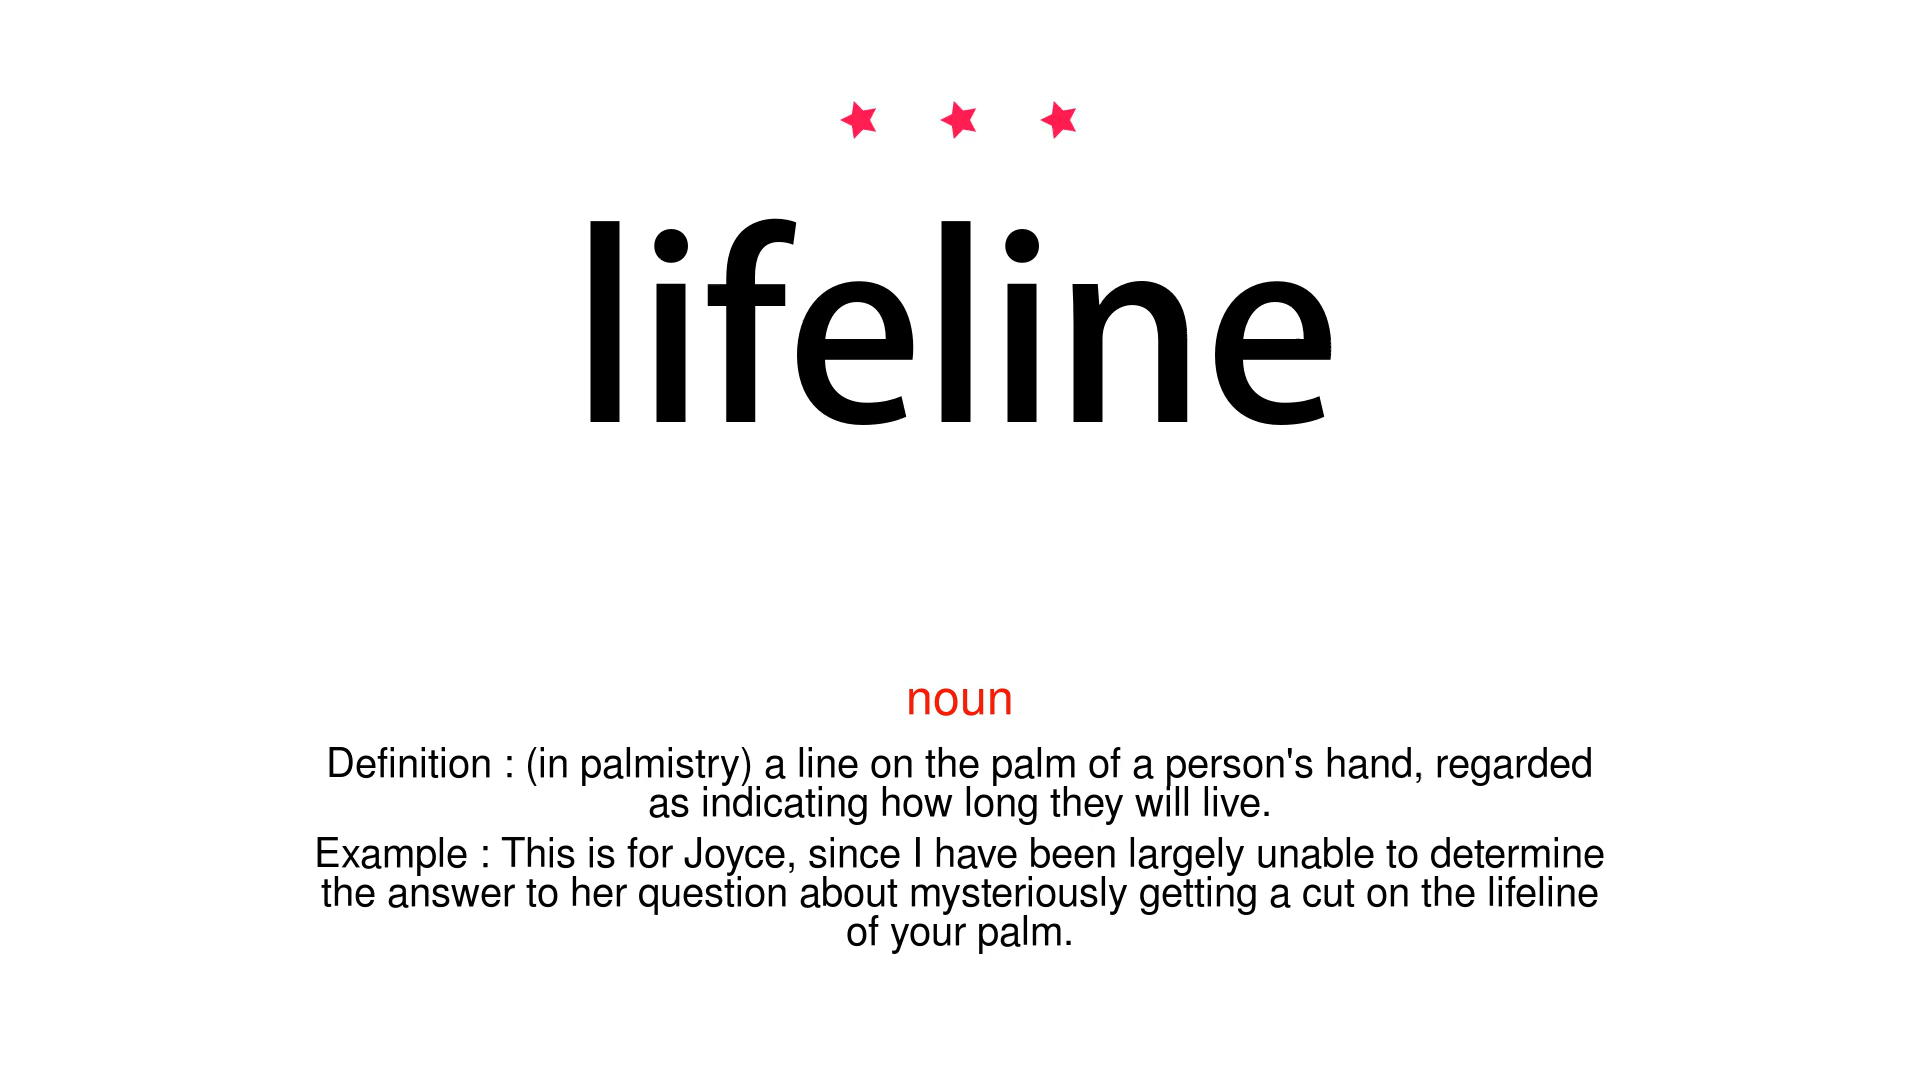 lifeline
noun
Definition : (in palmistry) a line on the palm of a person's hand, regarded
as indicating how long they will live.
Example : This is for Joyce, since I have been largely unable to determine
the answer to her question about mysteriously getting a cut on the lifeline
of your palm.